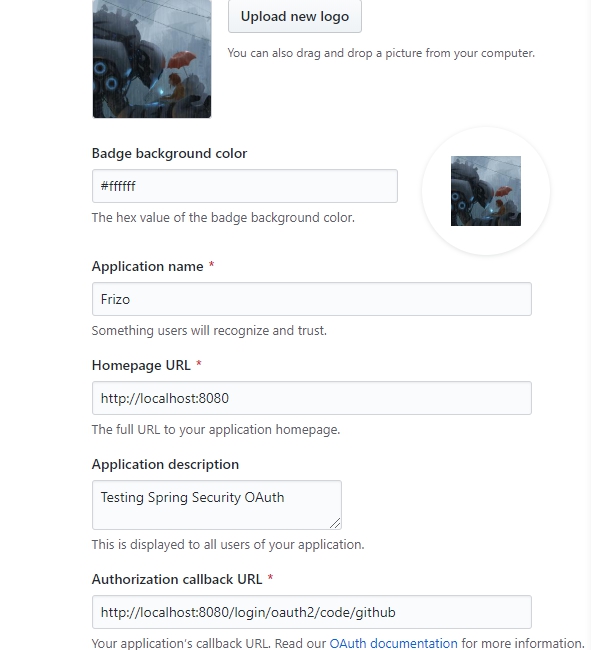 Upload new logo
You can also drag and drop a picture from your computer.
Badge background color
#ffffff
The hex value of the badge background color.
Application name *
Frizo
Something users will recognize and trust.
Homepage URL *
http://localhost:8080
The full URL to your application homepage.
Application description
Testing Spring Security OAuth
This is displayed to all users of your application.
Authorization callback URL *
http://localhost:8080/login/oauth2/code/github
Your application's callback URL. Read our OAuth documentation for more information.